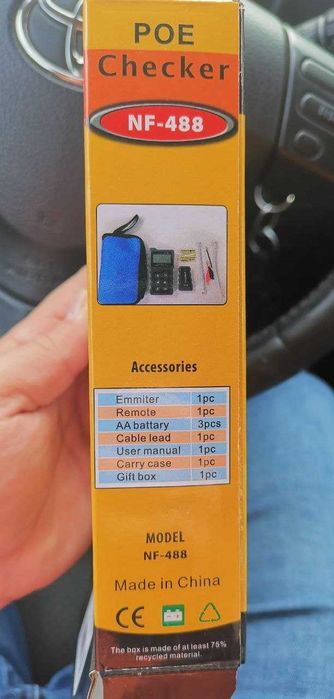 POE
Checker
NF-488
Accessories
Emmiter 1pc
Remote 1pc
AA battary 3pcs
Cable lead 1pc
User manual 1pc
Carry case 1pc
Gift box 1pc
MODEL
NF-488
Made in China
CE
The box is made of at least 75%
recycled material.